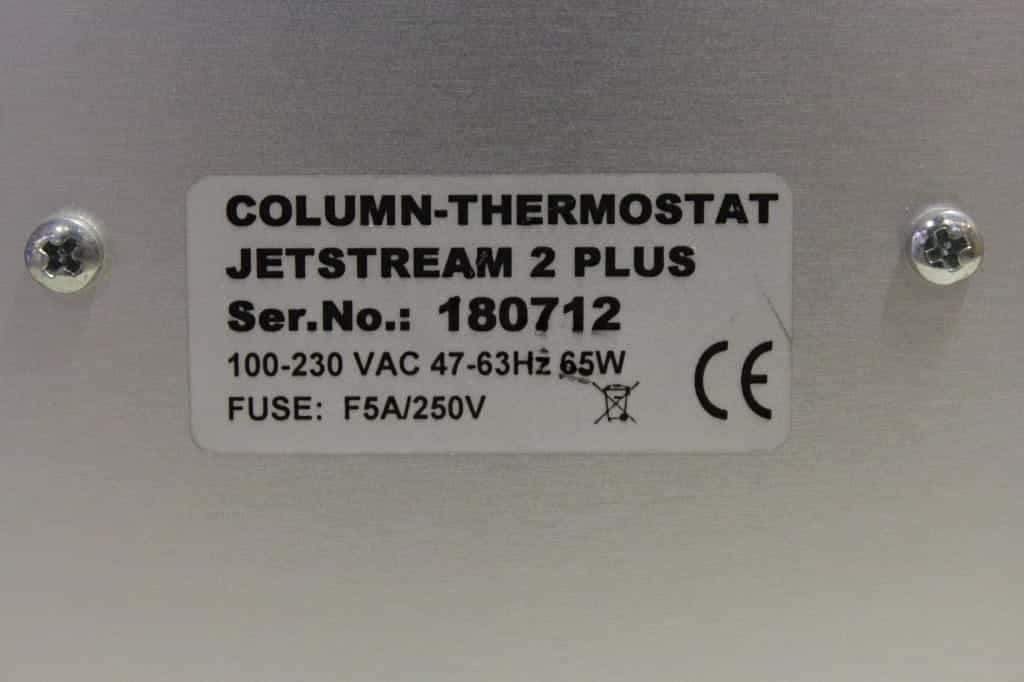 COLUMN-THERMOSTAT
JETSTREAM 2 PLUS
Ser.No.: 180712
100-230 VAC 47-63Hz 65W
FUSE: F5A/250V
CE